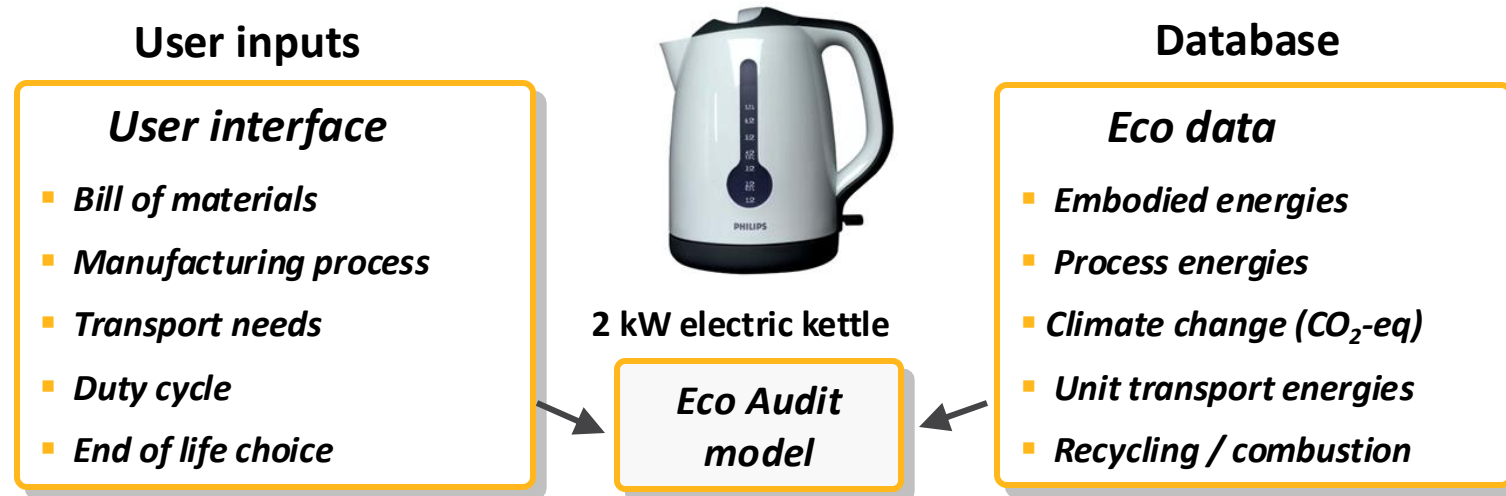 User inputs
User interface
Bill of materials
Manufacturing process
Transport needs
Duty cycle
End of life choice
PHILIPS
2 kW electric kettle
Eco Audit
model
Database
Eco data
Embodied energies
Process energies
Climate change (CO₂-eq)
Unit transport energies
Recycling / combustion